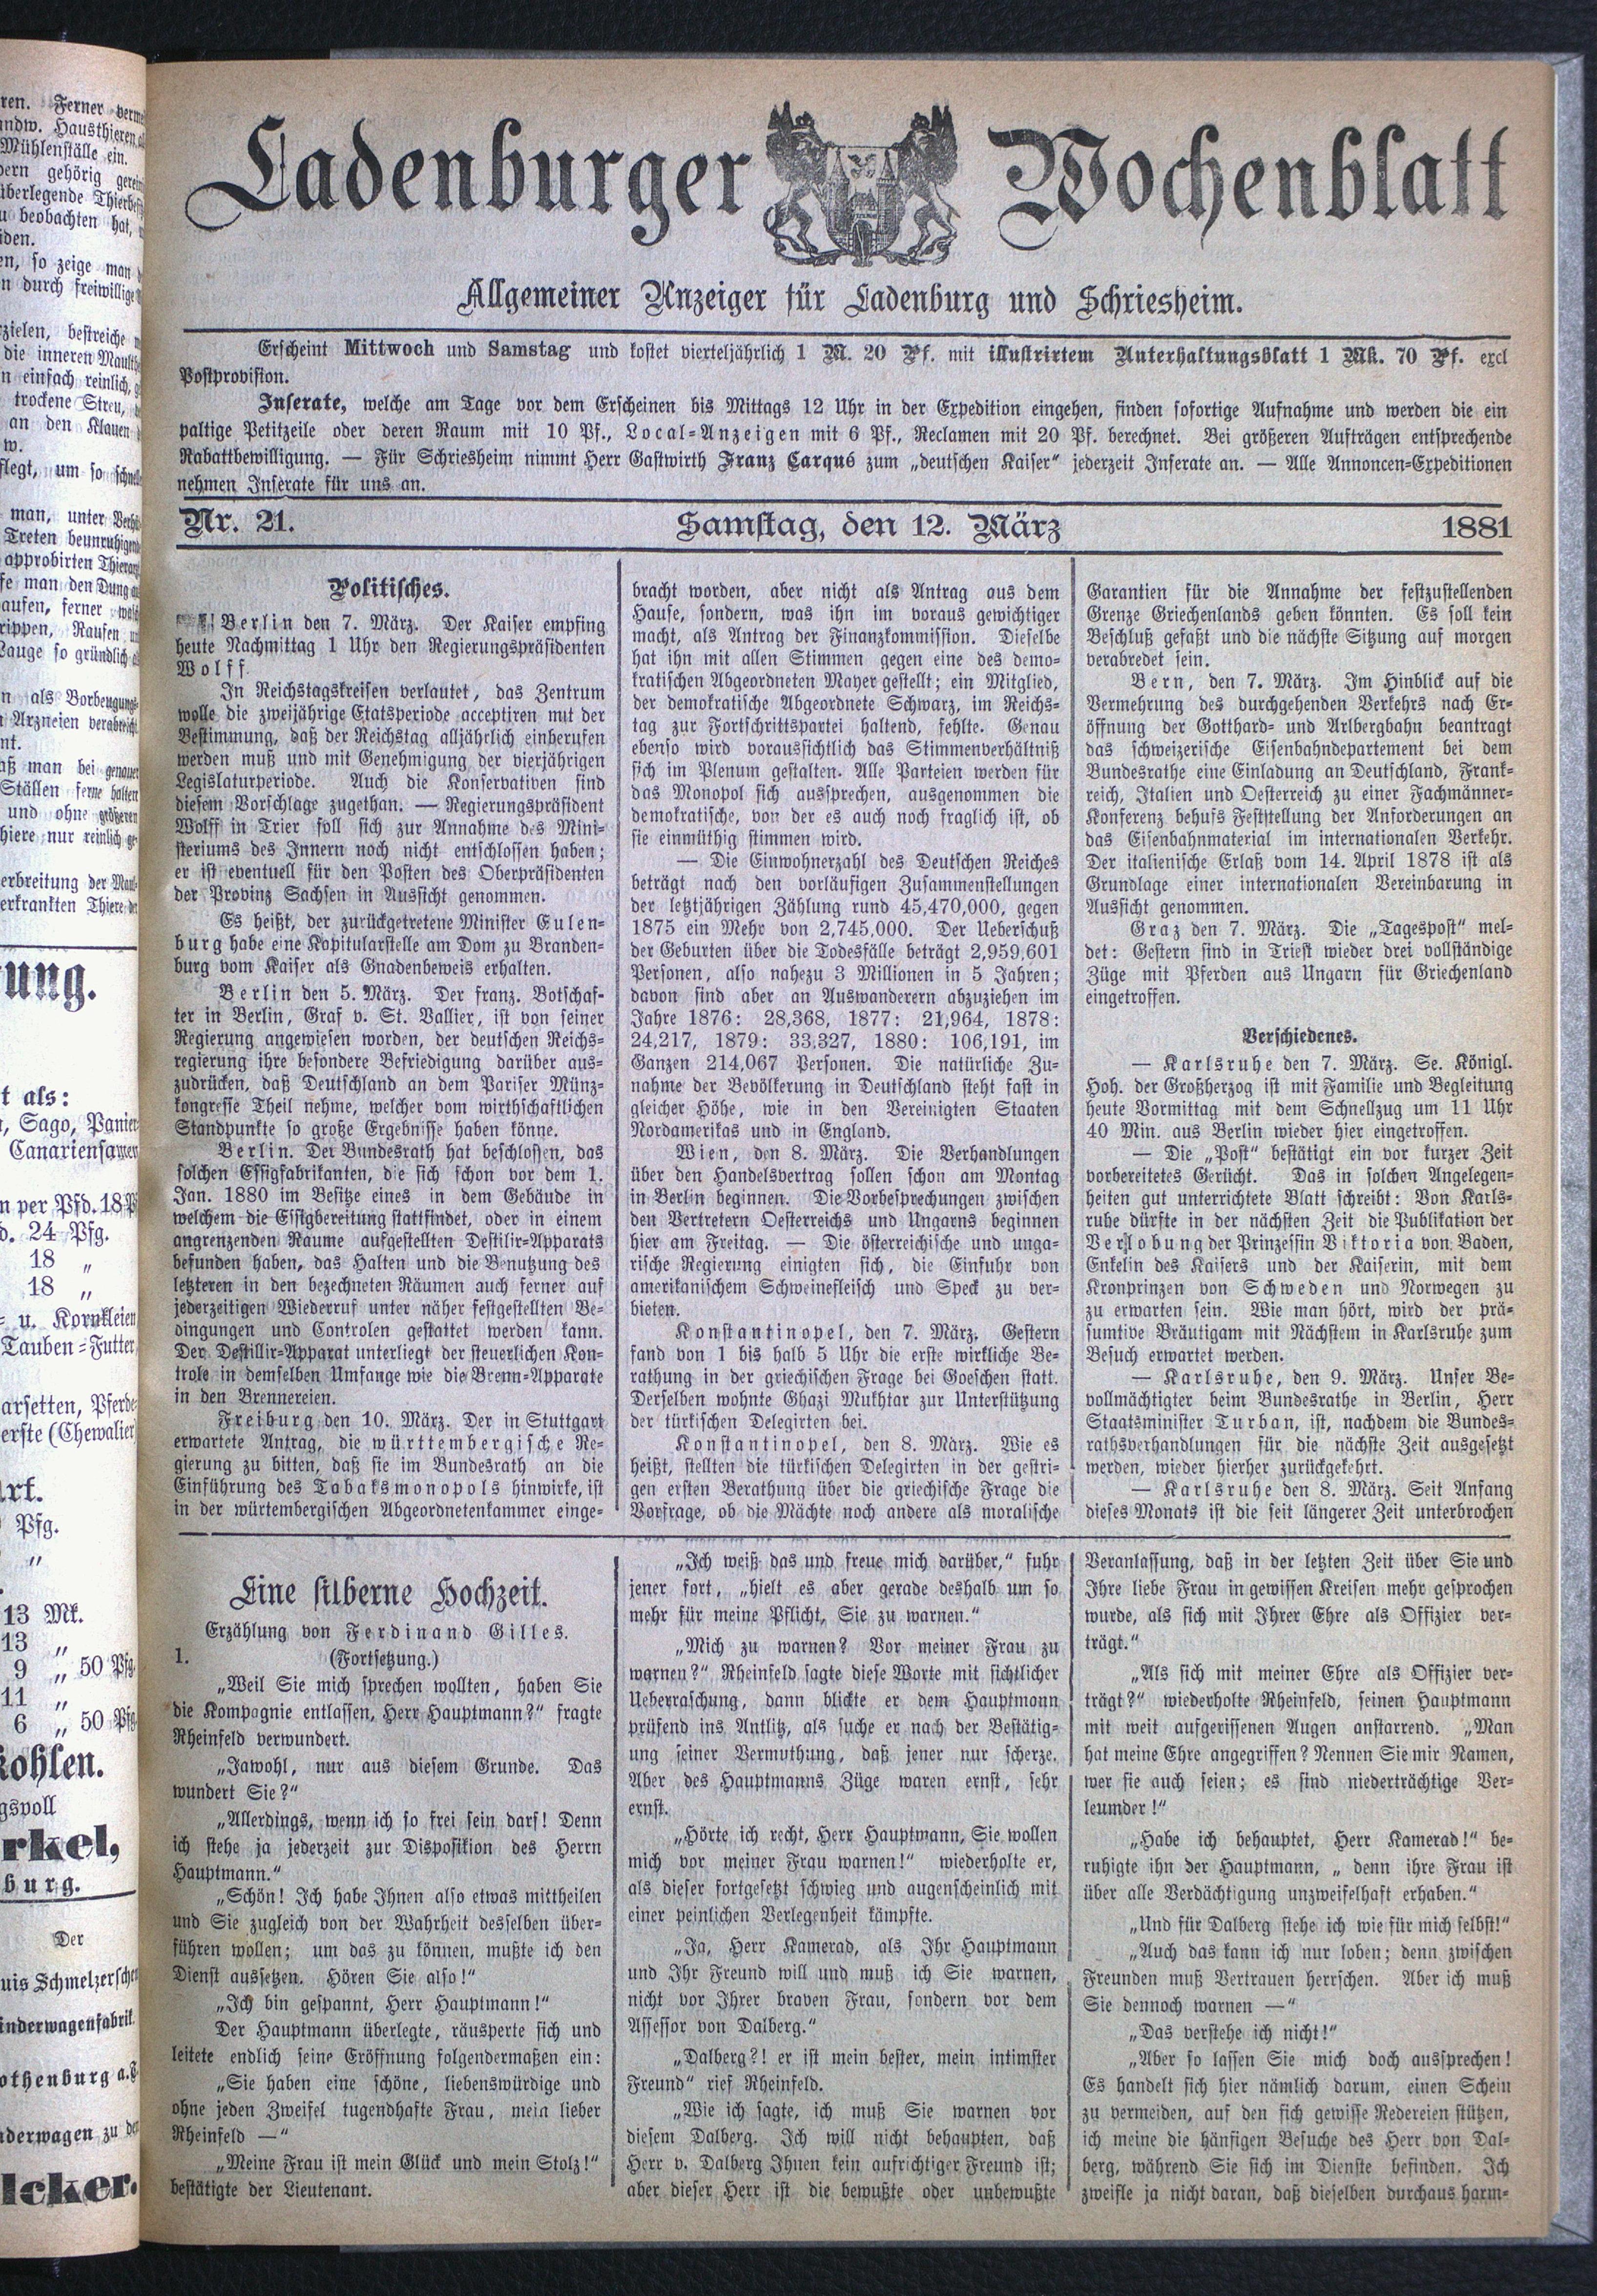 Ladenburger Wochenblatt
Allgemeiner Anzeiger für Ladenburg und Schriesheim.
Erscheint Mittwoch und Samstag und kostet vierteljährlich 1 M. 20 Pf. mit illustrirtem Unterhaltungsblatt 1 Mk. 70 Pf. excl
Postprovision.
Inserate, welche am Tage vor dem Erscheinen bis Mittags 12 Uhr in der Expedition eingehen, finden sofortige Aufnahme und werden die ein
paltige Petitzeile oder deren Raum mit 10 Pf., Local-Anzeigen mit 6 Pf., Reclamen mit 20 Pf. berechnet. Bei größeren Aufträgen entsprechende
Rabattbewilligung. — Für Schriesheim nimmt Herr Gastwirth Franz Carqus zum „deutschen Kaiser“ jederzeit Inserate an. — Alle Annoncen-Expeditionen
nehmen Inserate für uns an.
Nr. 21. Samstag, den 12. März 1881
Politisches.
Berlin den 7. März. Der Kaiser empfing
heute Nachmittag 1 Uhr den Regierungspräsidenten
Wolff.
In Reichstagskreisen verlautet, das Zentrum
wolle die zweijährige Etatsperiode acceptiren mit der
Bestimmung, daß der Reichstag alljährlich einberufen
werden muß und mit Genehmigung der vierjährigen
Legislaturperiode. Auch die Konservativen sind
diesem Vorschlage zugethan. — Regierungspräsident
Wolff in Trier soll sich zur Annahme des Mini-
steriums des Innern noch nicht entschlossen haben;
er ist eventuell für den Posten des Oberpräsidenten
der Provinz Sachsen in Aussicht genommen.
Es heißt, der zurückgetretene Minister Eulen-
burg habe eine Kapitularstelle am Dom zu Branden-
burg vom Kaiser als Gnadenbeweis erhalten.
Berlin den 5. März. Der franz. Botschaf-
ter in Berlin, Graf v. St. Vallier, ist von seiner
Regierung angewiesen worden, der deutschen Reichs-
regierung ihre besondere Befriedigung darüber aus-
zudrücken, daß Deutschland an dem Pariser Münz-
kongresse Theil nehme, welcher vom wirthschaftlichen
Standpunkte so große Ergebnisse haben könne.
Berlin. Der Bundesrath hat beschlossen, das
solchen Essigfabrikanten, die sich schon vor dem 1.
Jan. 1880 im Besitze eines in dem Gebäude in
welchem die Essigbereitung stattfindet, oder in einem
angrenzenden Raume aufgestellten Destilir-Apparats
befunden haben, das Halten und die Benutzung des
letzteren in den bezechneten Räumen auch ferner auf
jederzeitigen Wiederruf unter näher festgestellten Be-
dingungen und Controlen gestattet werden kann.
Der Destillir-Apparat unterliegt der steuerlichen Kon-
trole in demselben Umfange wie die Brenn-Apparate
in den Brennereien.
Freiburg den 10. März. Der in Stuttgart
erwartete Antrag, die württembergische Re-
gierung zu bitten, daß sie im Bundesrath an die
Einführung des Tabaksmonopols hinwirke, ist
in der würtembergischen Abgeordnetenkammer einge-
bracht worden, aber nicht als Antrag aus dem
Hause, sondern, was ihn im voraus gewichtiger
macht, als Antrag der Finanzkommission. Dieselbe
hat ihn mit allen Stimmen gegen eine des demo-
kratischen Abgeordneten Mayer gestellt; ein Mitglied,
der demokratische Abgeordnete Schwarz, im Reichs-
tag zur Fortschrittspartei haltend, fehlte. Genau
ebenso wird voraussichtlich das Stimmenverhältniß
sich im Plenum gestalten. Alle Parteien werden für
das Monopol sich aussprechen, ausgenommen die
demokratische, von der es auch noch fraglich ist, ob
sie einmüthig stimmen wird.
— Die Einwohnerzahl des Deutschen Reiches
beträgt nach den vorläufigen Zusammenstellungen
der letztjährigen Zählung rund 45,470,000, gegen
1875 ein Mehr von 2,745,000. Der Ueberschuß
der Geburten über die Todesfälle beträgt 2,959,601
Personen, also nahezu 3 Millionen in 5 Jahren;
davon sind aber an Auswanderern abzuziehen im
Jahre 1876: 28,368, 1877: 21,964, 1878:
24,217, 1879: 33,327, 1880: 106,191, im
Ganzen 214,067 Personen. Die natürliche Zu-
nahme der Bevölkerung in Deutschland steht fast in
gleicher Höhe, wie in den Vereinigten Staaten
Nordamerikas und in England.
Wien, den 8. März. Die Verhandlungen
über den Handelsvertrag sollen schon am Montag
in Berlin beginnen. Die Vorbesprechungen zwischen
den Vertretern Oesterreichs und Ungarns beginnen
hier am Freitag. — Die österreichische und unga-
rische Regierung einigten sich, die Einfuhr von
amerikanischem Schweinefleisch und Speck zu ver-
bieten.
Konstantinopel, den 7. März. Gestern
fand von 1 bis halb 5 Uhr die erste wirkliche Be-
rathung in der griechischen Frage bei Goeschen statt.
Derselben wohnte Ghazi Mukhtar zur Unterstützung
der türkischen Delegirten bei.
Konstantinopel, den 8. März. Wie es
heißt, stellten die türkischen Delegirten in der gestri-
gen ersten Berathung über die griechische Frage die
Vorfrage, ob die Mächte noch andere als moralische
Garantien für die Annahme der festzustellenden
Grenze Griechenlands geben könnten. Es soll kein
Beschluß gefaßt und die nächste Sitzung auf morgen
verabredet sein.
Bern, den 7. März. Im Hinblick auf die
Vermehrung des durchgehenden Verkehrs nach Er-
öffnung der Gotthard- und Arlbergbahn beantragt
das schweizerische Eisenbahndepartement bei dem
Bundesrathe eine Einladung an Deutschland, Frank-
reich, Italien und Oesterreich zu einer Fachmänner-
Konferenz behufs Feststellung der Anforderungen an
das Eisenbahnmaterial im internationalen Verkehr.
Der italienische Erlaß vom 14. April 1878 ist als
Grundlage einer internationalen Vereinbarung in
Aussicht genommen.
Graz den 7. März. Die „Tagespost“ mel-
det: Gestern sind in Triest wieder drei vollständige
Züge mit Pferden aus Ungarn für Griechenland
eingetroffen.
Verschiedenes.
— Karlsruhe den 7. März. Se. Königl.
Hoh. der Großherzog ist mit Familie und Begleitung
heute Vormittag mit dem Schnellzug um 11 Uhr
40 Min. aus Berlin wieder hier eingetroffen.
— Die „Post“ bestätigt ein vor kurzer Zeit
vorbereitetes Gerücht. Das in solchen Angelegen-
heiten gut unterrichtete Blatt schreibt: Von Karls-
ruhe dürfte in der nächsten Zeit die Publikation der
Verlobung der Prinzessin Viktoria von Baden,
Enkelin des Kaisers und der Kaiserin, mit dem
Kronprinzen von Schweden und Norwegen zu
zu erwarten sein. Wie man hört, wird der prä-
sumtive Bräutigam mit Nächstem in Karlsruhe zum
Besuch erwartet werden.
— Karlsruhe, den 9. März. Unser Be-
vollmächtigter beim Bundesrathe in Berlin, Herr
Staatsminister Turban, ist, nachdem die Bundes-
rathsverhandlungen für die nächste Zeit ausgesetzt
werden, wieder hierher zurückgekehrt.
— Karlsruhe den 8. März. Seit Anfang
dieses Monats ist die seit längerer Zeit unterbrochen
Eine silberne Hochzeit.
Erzählung von Ferdinand Gilles.
1. (Fortsetzung.)
„Weil Sie mich sprechen wollten, haben Sie
die Kompagnie entlassen, Herr Hauptmann?“ fragte
Rheinfeld verwundert.
„Jawohl, nur aus diesem Grunde. Das
wundert Sie?“
„Allerdings, wenn ich so frei sein darf! Denn
ich stehe ja jederzeit zur Disposition des Herrn
Hauptmann.“
„Schön! Ich habe Ihnen also etwas mittheilen
und Sie zugleich von der Wahrheit desselben über-
führen wollen; um das zu können, mußte ich den
Dienst aussetzen. Hören Sie also!“
„Ich bin gespannt, Herr Hauptmann!“
Der Hauptmann überlegte, räusperte sich und
leitete endlich seine Eröffnung folgendermaßen ein:
„Sie haben eine schöne, liebenswürdige und
ohne jeden Zweifel tugendhafte Frau, mein lieber
Rheinfeld —“
„Meine Frau ist mein Glück und mein Stolz!“
bestätigte der Lieutenant.
„Ich weiß das und freue mich darüber,“ fuhr
jener fort, „hielt es aber gerade deshalb um so
mehr für meine Pflicht, Sie zu warnen.“
„Mich zu warnen? Vor meiner Frau zu
warnen?“ Rheinfeld sagte diese Worte mit sichtlicher
Ueberraschung, dann blickte er dem Hauptmann
prüfend ins Antlitz, als suche er nach der Bestätig-
ung seiner Vermuthung, daß jener nur scherze.
Aber des Hauptmanns Züge waren ernst, sehr
ernst.
„Hörte ich recht, Herr Hauptmann, Sie wollen
mich vor meiner Frau warnen!“ wiederholte er,
als dieser fortgesetzt schwieg und augenscheinlich mit
einer peinlichen Verlegenheit kämpfte.
„Ja, Herr Kamerad, als Ihr Hauptmann
und Ihr Freund will und muß ich Sie warnen,
nicht vor Ihrer braven Frau, sondern vor dem
Assessor von Dalberg.“
„Dalberg?! er ist mein bester, mein intimster
Freund“ rief Rheinfeld.
„Wie ich sagte, ich muß Sie warnen vor
diesem Dalberg. Ich will nicht behaupten, daß
Herr v. Dalberg Ihnen kein aufrichtiger Freund ist;
aber dieser Herr ist die bewußte oder unbewußte
Veranlassung, daß in der letzten Zeit über Sie und
Ihre liebe Frau in gewissen Kreisen mehr gesprochen
wurde, als sich mit Ihrer Ehre als Offizier ver-
trägt.“
„Als sich mit meiner Ehre als Offizier ver-
trägt?“ wiederholte Rheinfeld, seinen Hauptmann
mit weit aufgerissenen Augen anstarrend. „Man
hat meine Ehre angegriffen? Nennen Sie mir Namen,
wer sie auch seien; es sind niederträchtige Ver-
leumder!“
„Habe ich behauptet, Herr Kamerad!“ be-
ruhigte ihn der Hauptmann, „ denn ihre Frau ist
über alle Verdächtigung unzweifelhaft erhaben.“
„Und für Dalberg stehe ich wie für mich selbst!“
„Auch das kann ich nur loben; denn zwischen
Freunden muß Vertrauen herrschen. Aber ich muß
Sie dennoch warnen —“
„Das verstehe ich nicht!“
„Aber so lassen Sie mich doch aussprechen!
Es handelt sich hier nämlich darum, einen Schein
zu vermeiden, auf den sich gewisse Redereien stützen,
ich meine die hänfigen Besuche des Herr von Dal-
berg, während Sie sich im Dienste befinden. Ich
zweifle ja nicht daran, daß dieselben durchaus harm-